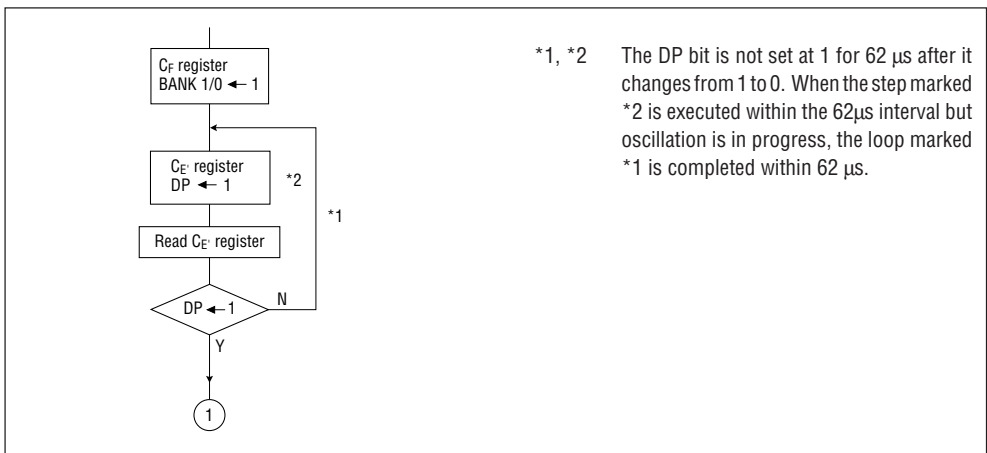 CF register
BANK 1/0 ← 1
CE' register
DP ← 1
*2
*1
Read CE' register
DP ← 1
N
Y
1
*1, *2 The DP bit is not set at 1 for 62 μs after it
changes from 1 to 0. When the step marked
*2 is executed within the 62μs interval but
oscillation is in progress, the loop marked
*1 is completed within 62 μs.